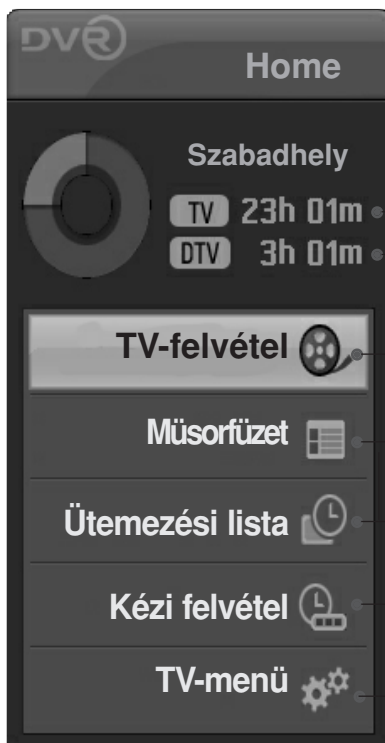 DVR
Home
Szabadhely
TV 23h 01m
DTV 3h 01m
TV-felvétel
Müsorfüzet
Ütemezési lista
Kézi felvétel
TV-menü